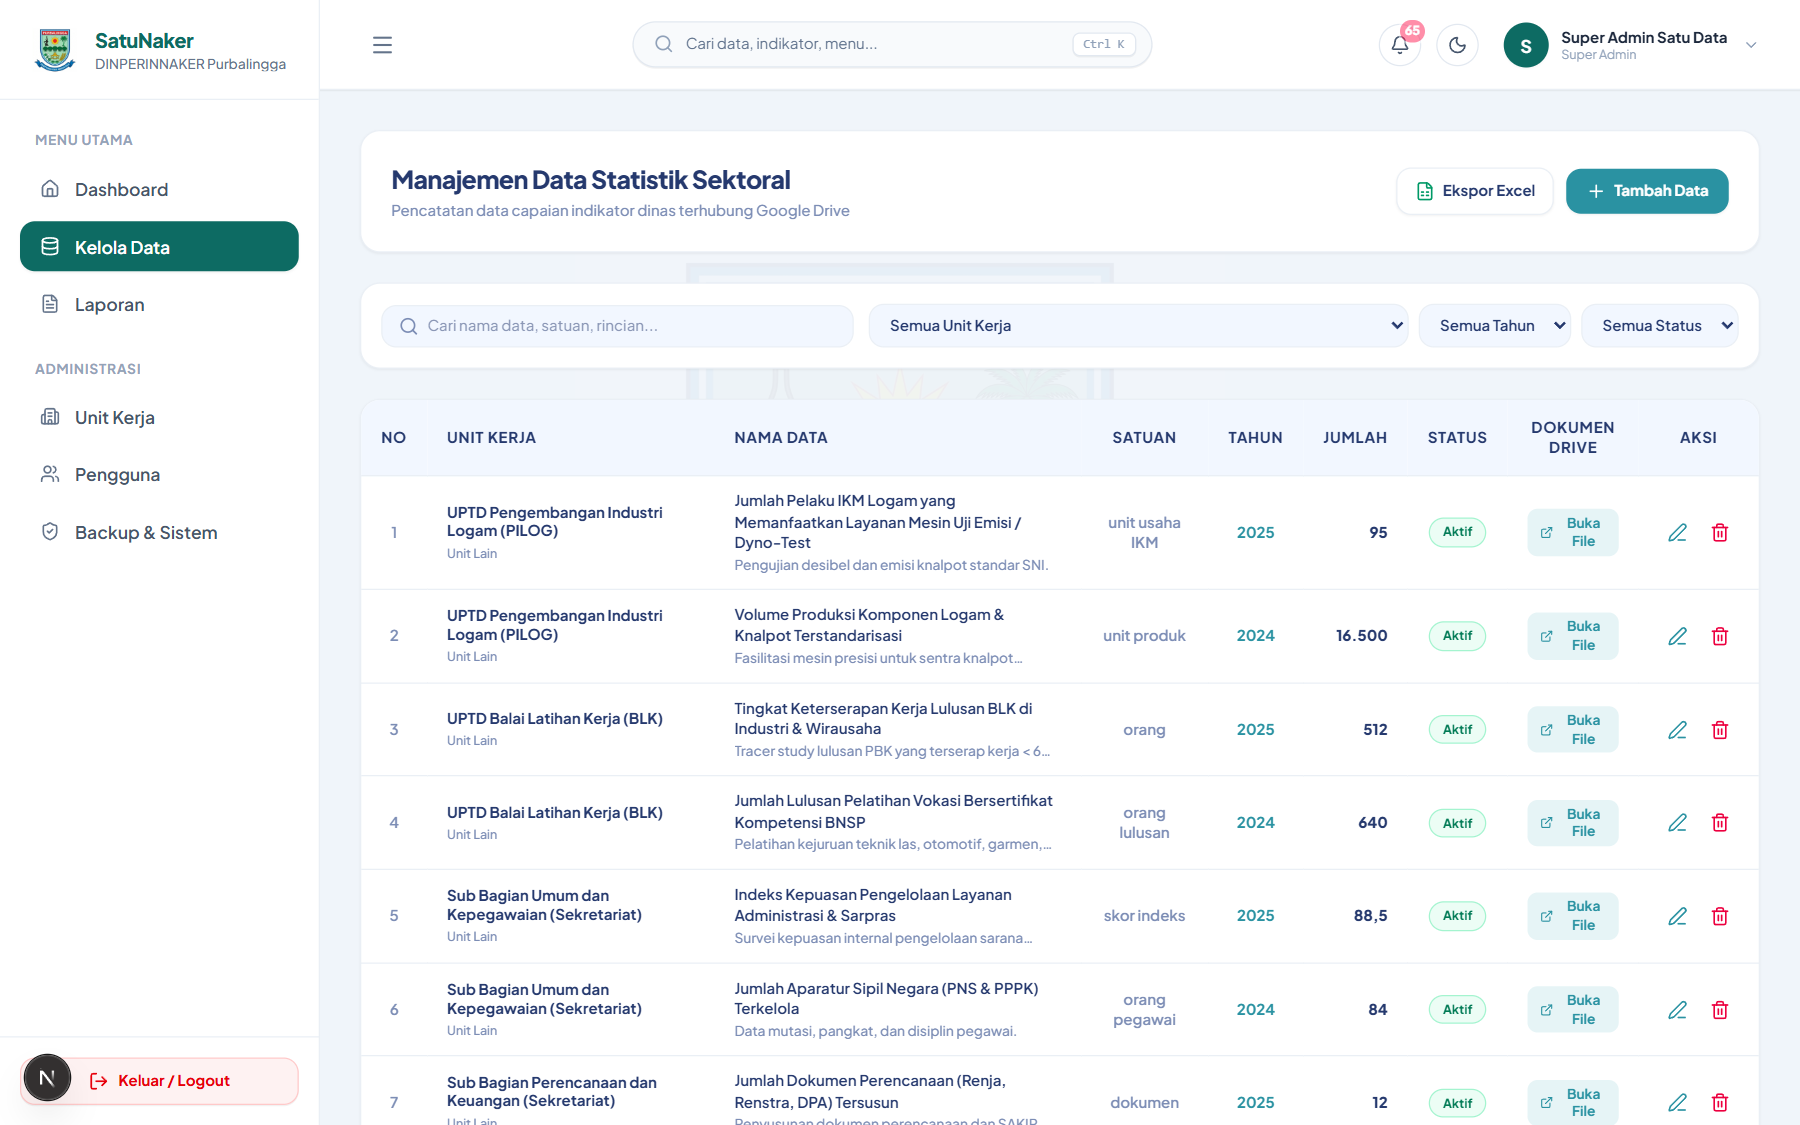 SatuNaker
DINPERINNAKER Purbalingga
Cari data, indikator, menu...
Ctrl K
65
S
Super Admin Satu Data
Super Admin
MENU UTAMA
Dashboard
Kelola Data
Laporan
ADMINISTRASI
Unit Kerja
Pengguna
Backup & Sistem
N
Keluar / Logout
Manajemen Data Statistik Sektoral
Pencatatan data capaian indikator dinas terhubung Google Drive
Ekspor Excel
Tambah Data
Cari nama data, satuan, rincian...
Semua Unit Kerja
Semua Tahun
Semua Status
NO
UNIT KERJA
NAMA DATA
SATUAN
TAHUN
JUMLAH
STATUS
DOKUMEN
DRIVE
AKSI
1
UPTD Pengembangan Industri
Logam (PILOG)
Unit Lain
Jumlah Pelaku IKM Logam yang
Memanfaatkan Layanan Mesin Uji Emisi /
Dyno-Test
Pengujian desibel dan emisi knalpot standar SNI.
unit usaha
IKM
2025
95
Aktif
Buka
File
2
UPTD Pengembangan Industri
Logam (PILOG)
Unit Lain
Volume Produksi Komponen Logam &
Knalpot Terstandarisasi
Fasilitasi mesin presisi untuk sentra knalpot...
unit produk
2024
16.500
Aktif
Buka
File
3
UPTD Balai Latihan Kerja (BLK)
Unit Lain
Tingkat Keterserapan Kerja Lulusan BLK di
Industri & Wirausaha
Tracer study lulusan PBK yang terserap kerja < 6...
orang
2025
512
Aktif
Buka
File
4
UPTD Balai Latihan Kerja (BLK)
Unit Lain
Jumlah Lulusan Pelatihan Vokasi Bersertifikat
Kompetensi BNSP
Pelatihan kejuruan teknik las, otomotif, garmen,...
orang
lulusan
2024
640
Aktif
Buka
File
5
Sub Bagian Umum dan
Kepegawaian (Sekretariat)
Unit Lain
Indeks Kepuasan Pengelolaan Layanan
Administrasi & Sarpras
Survei kepuasan internal pengelolaan sarana...
skor indeks
2025
88,5
Aktif
Buka
File
6
Sub Bagian Umum dan
Kepegawaian (Sekretariat)
Unit Lain
Jumlah Aparatur Sipil Negara (PNS & PPPK)
Terkelola
Data mutasi, pangkat, dan disiplin pegawai.
orang
pegawai
2024
84
Aktif
Buka
File
7
Sub Bagian Perencanaan dan
Keuangan (Sekretariat)
Unit Lain
Jumlah Dokumen Perencanaan (Renja,
Renstra, DPA) Tersusun
Penyusunan dokumen perencanaan dan SAKIP
dokumen
2025
12
Aktif
Buka
File